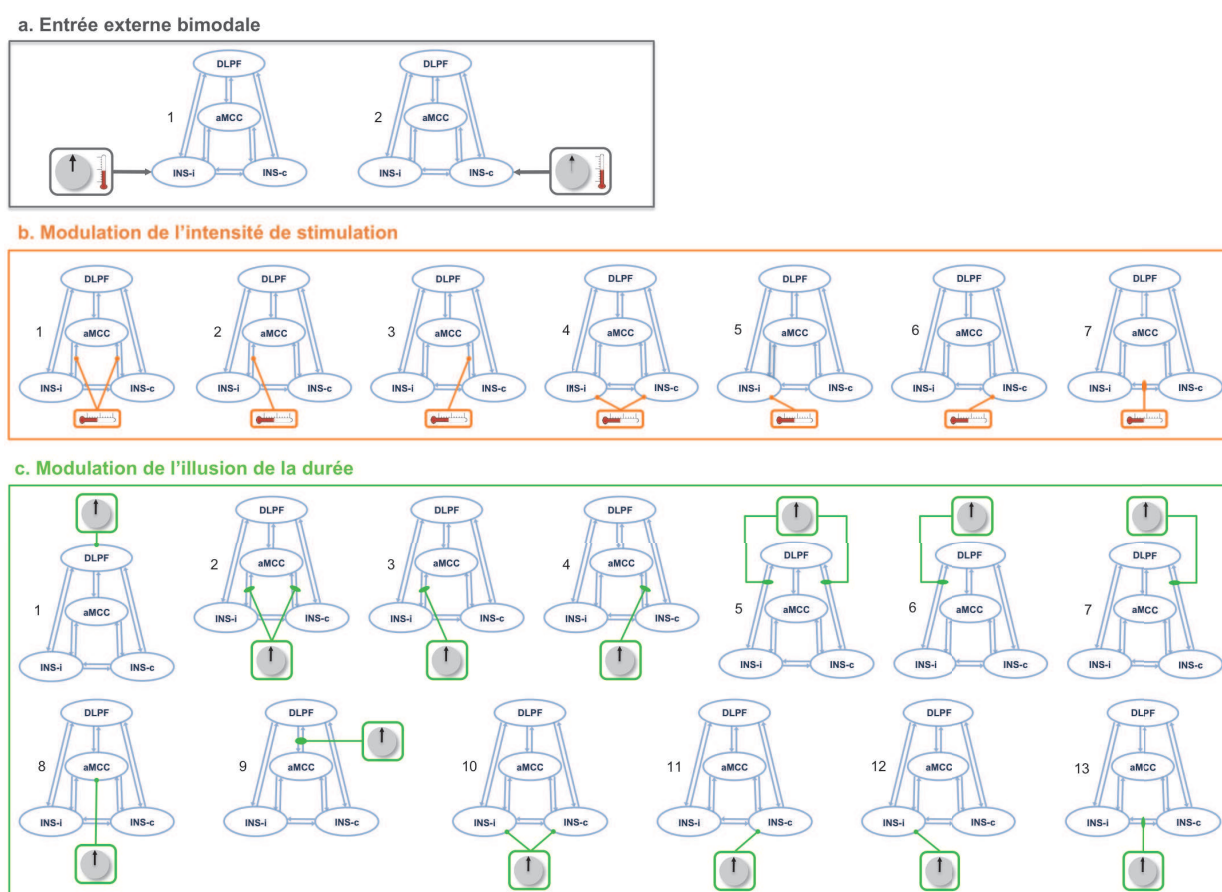 a. Entrée externe bimodale
DLPF DLPF
1 2
aMCC aMCC
INS-i INS-c INS-i INS-c
b. Modulation de l'intensité de stimulation
DLPF DLPF DLPF DLPF DLPF DLPF DLPF
1 2 3 4 5 6 7
aMCC aMCC aMCC aMCC aMCC aMCC aMCC
INS-i INS-c INS-i INS-c INS-i INS-c INS-i INS-c INS-i INS-c INS-i INS-c INS-i INS-c
c. Modulation de l'illusion de la durée
DLPF DLPF DLPF
DLPF DLPF DLPF DLPF
2 3 4
aMCC aMCC aMCC
1 5 6 7
aMCC aMCC aMCC aMCC
INS-i INS-c INS-i INS-c INS-i INS-c
INS-i INS-c INS-i INS-c INS-i INS-c INS-i INS-c
DLPF DLPF DLPF DLPF DLPF DLPF
8 9 10 11 12 13
aMCC aMCC aMCC aMCC aMCC aMCC
INS-i INS-c INS-i INS-c INS-i INS-c INS-i INS-c INS-i INS-c INS-i INS-c